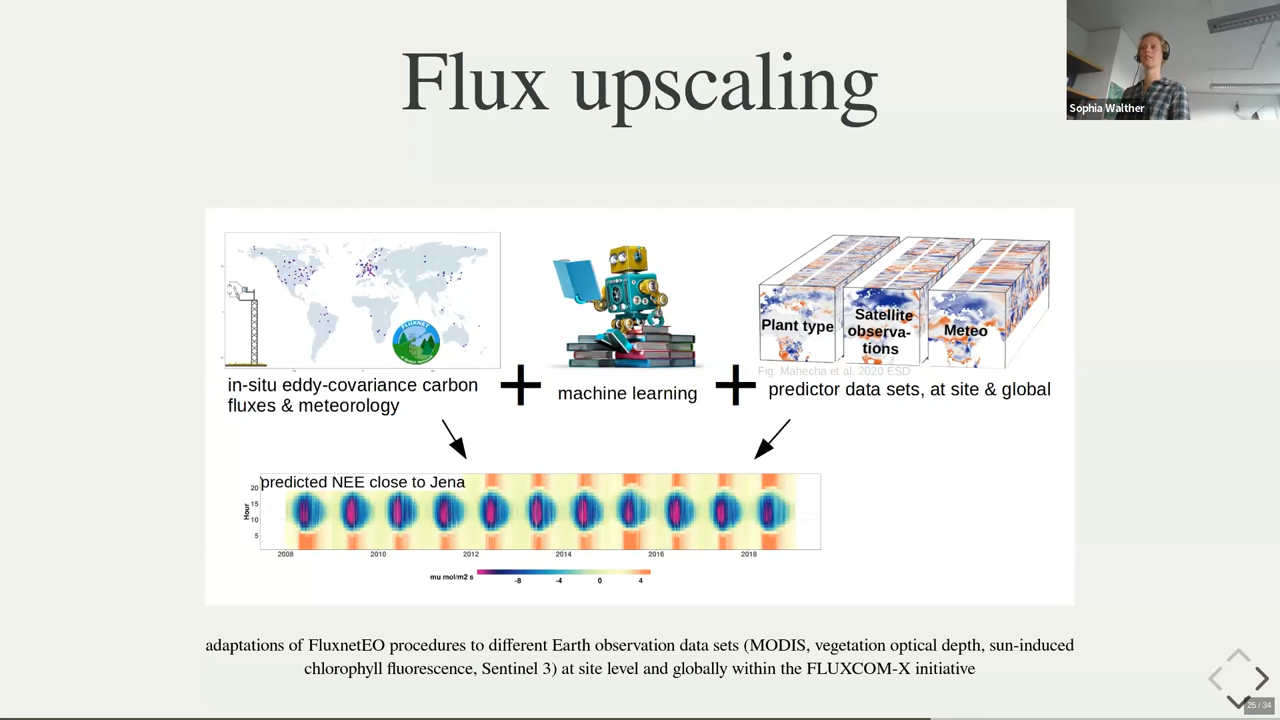 Flux upscaling
Sophia Walther
FLUXNET
Plant type
Satellite
observa-
tions
Meteo
Fig. Mahecha et al. 2020 ESD
in-situ eddy-covariance carbon
fluxes & meteorology
machine learning
predictor data sets, at site & global
predicted NEE close to Jena
Hour
20
15
10
5
2008 2010 2012 2014 2016 2018
mu mol/m2 s
-8 -4 0 4
adaptations of FluxnetEO procedures to different Earth observation data sets (MODIS, vegetation optical depth, sun-induced
chlorophyll fluorescence, Sentinel 3) at site level and globally within the FLUXCOM-X initiative
25 / 34